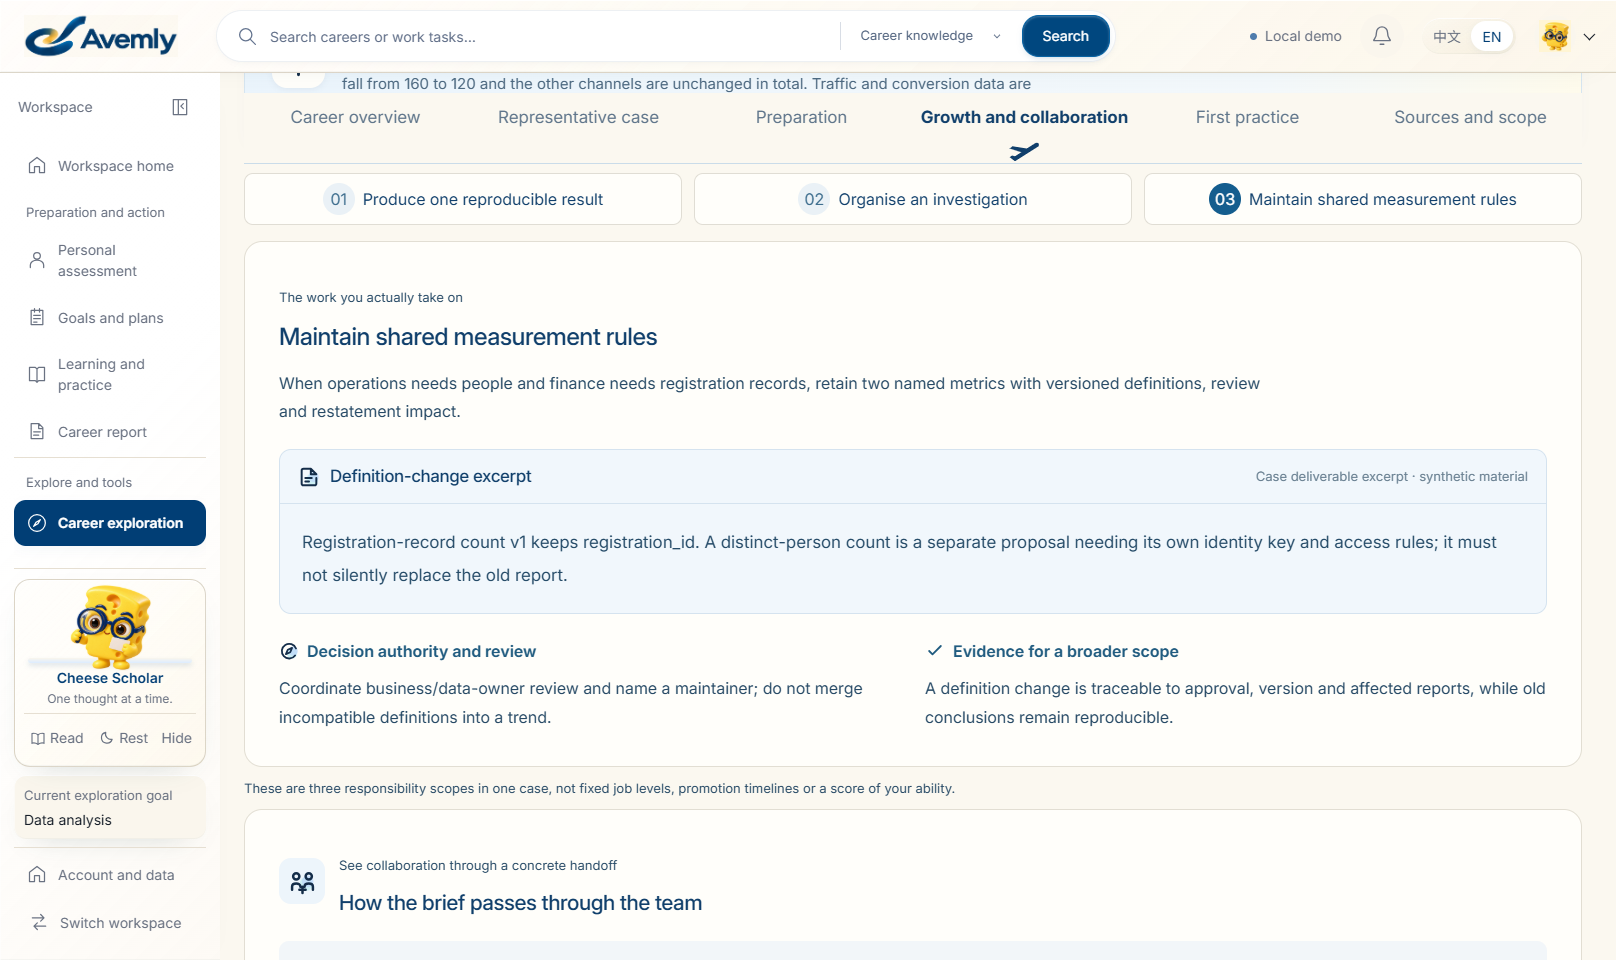 Avemly
Search careers or work tasks...
Career knowledge
Search
Local demo
中文
EN
Workspace
Workspace home
Preparation and action
Personal
assessment
Goals and plans
Learning and
practice
Career report
Explore and tools
Career exploration
Cheese Scholar
One thought at a time.
Read
Rest
Hide
Current exploration goal
Data analysis
Account and data
Switch workspace
fall from 160 to 120 and the other channels are unchanged in total. Traffic and conversion data are
Career overview
Representative case
Preparation
Growth and collaboration
First practice
Sources and scope
01 Produce one reproducible result
02 Organise an investigation
03 Maintain shared measurement rules
The work you actually take on
Maintain shared measurement rules
When operations needs people and finance needs registration records, retain two named metrics with versioned definitions, review
and restatement impact.
Definition-change excerpt
Case deliverable excerpt · synthetic material
Registration-record count v1 keeps registration_id. A distinct-person count is a separate proposal needing its own identity key and access rules; it must
not silently replace the old report.
Decision authority and review
Coordinate business/data-owner review and name a maintainer; do not merge
incompatible definitions into a trend.
Evidence for a broader scope
A definition change is traceable to approval, version and affected reports, while old
conclusions remain reproducible.
These are three responsibility scopes in one case, not fixed job levels, promotion timelines or a score of your ability.
See collaboration through a concrete handoff
How the brief passes through the team